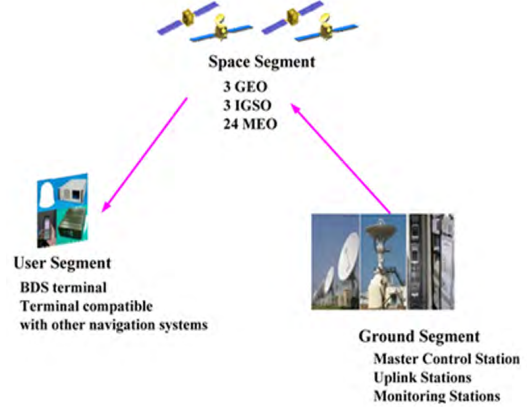 Space Segment
3 GEO
3 IGSO
24 MEO
User Segment
BDS terminal
Terminal compatible
with other navigation systems
Ground Segment
Master Control Station
Uplink Stations
Monitoring Stations